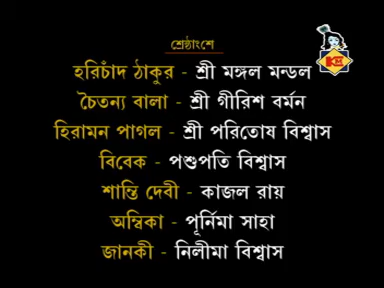 শ্রেষ্ঠাংশে
হরিচাঁদ ঠাকুর - শ্রী মঙ্গল মন্ডল
চৈতন্য বালা - শ্রী গীরিশ বর্মন
হিরামন পাগল - শ্রী পরিতোষ বিশ্বাস
বিবেক - পশুপতি বিশ্বাস
শান্তি দেবী - কাজল রায়
অম্বিকা - পূর্নিমা সাহা
জানকী - নিলীমা বিশ্বাস